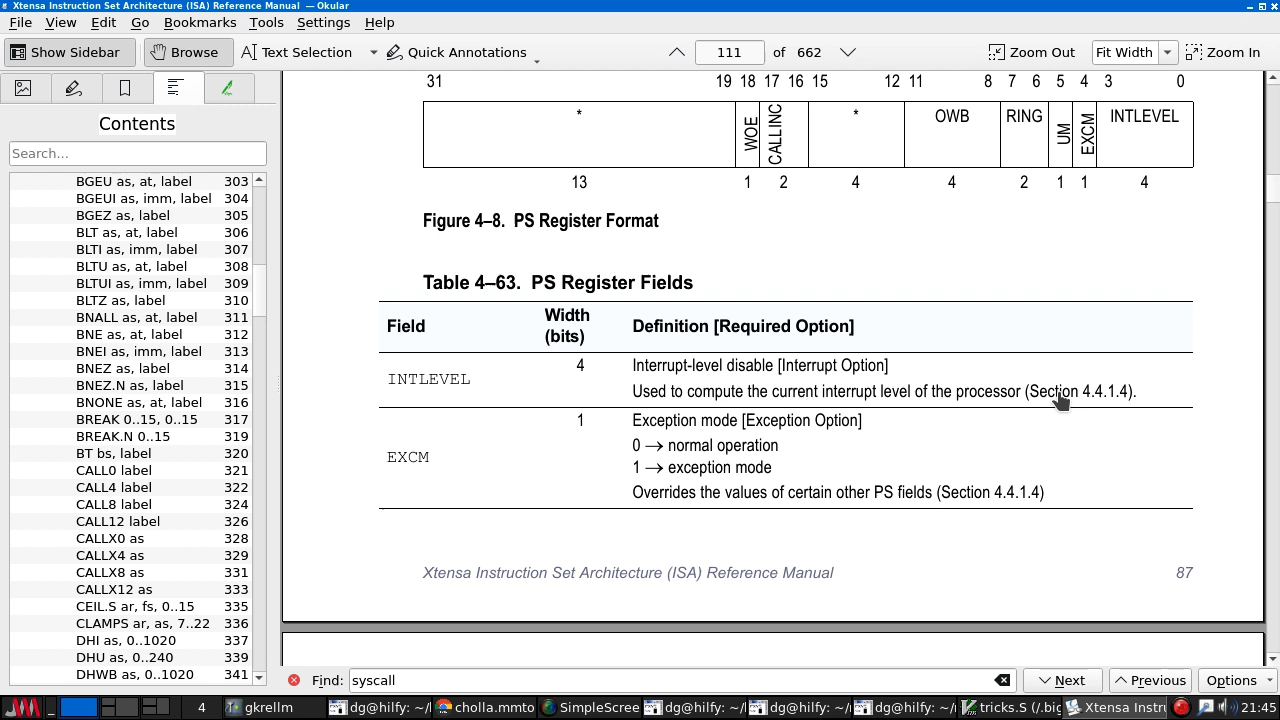 Xtensa Instruction Set Architecture (ISA) Reference Manual — Okular
File View Edit Go Bookmarks Tools Settings Help
Show Sidebar Browse Text Selection Quick Annotations 111 of 662 Zoom Out Fit Width Zoom In
Contents
Search...
BGEU as, at, label 303
BGEUI as, imm, label 304
BGEZ as, label 305
BLT as, at, label 306
BLTI as, imm, label 307
BLTU as, at, label 308
BLTUI as, imm, label 309
BLTZ as, label 310
BNALL as, at, label 311
BNE as, at, label 312
BNEI as, imm, label 313
BNEZ as, label 314
BNEZ.N as, label 315
BNONE as, at, label 316
BREAK 0..15, 0..15 317
BREAK.N 0..15 319
BT bs, label 320
CALL0 label 321
CALL4 label 322
CALL8 label 324
CALL12 label 326
CALLX0 as 328
CALLX4 as 329
CALLX8 as 331
CALLX12 as 333
CEIL.S ar, fs, 0..15 335
CLAMPS ar, as, 7..22 336
DHI as, 0..1020 337
DHU as, 0..240 339
DHWB as, 0..1020 341
31 19 18 17 16 15 12 11 8 7 6 5 4 3 0
* WOE CALLINC * OWB RING UM EXCM INTLEVEL
13 1 2 4 4 2 1 1 4
Figure 4–8. PS Register Format
Table 4–63. PS Register Fields
Field Width (bits) Definition [Required Option]
INTLEVEL 4 Interrupt-level disable [Interrupt Option]
Used to compute the current interrupt level of the processor (Section 4.4.1.4).
EXCM 1 Exception mode [Exception Option]
0 → normal operation
1 → exception mode
Overrides the values of certain other PS fields (Section 4.4.1.4)
Xtensa Instruction Set Architecture (ISA) Reference Manual 87
Find: syscall Next Previous Options
4 gkrellm dg@hilfy: ~/ cholla.mmto SimpleScree dg@hilfy: ~/ dg@hilfy: ~/ dg@hilfy: ~/ tricks.S (/.big Xtensa Instr 21:45